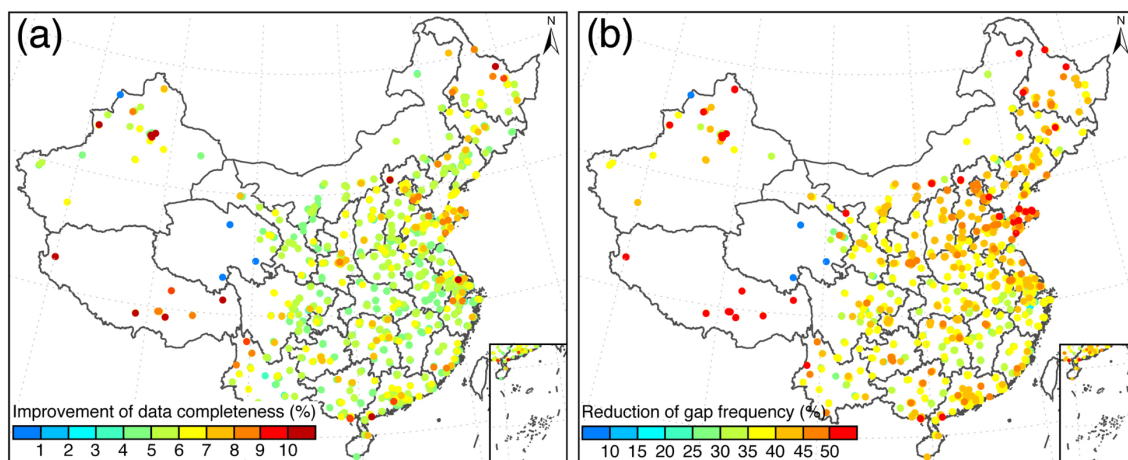 (a)
N
Improvement of data completeness (%)
1 2 3 4 5 6 7 8 9 10
(b)
N
Reduction of gap frequency (%)
10 15 20 25 30 35 40 45 50